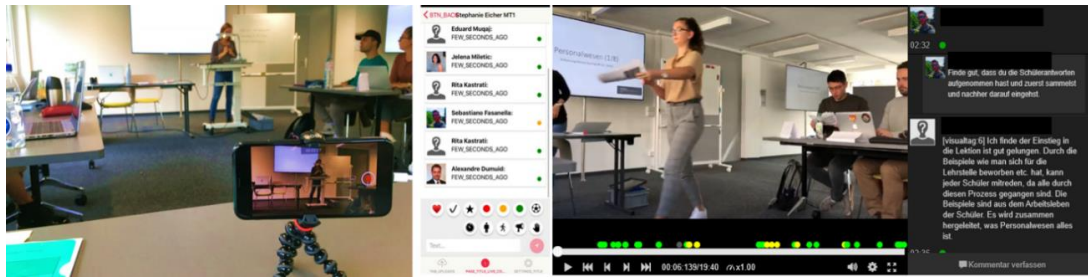 BTN_BACK Stephanie Eicher MT1
Eduard Muqaj:
FEW_SECONDS_AGO
Jelena Miletic:
FEW_SECONDS_AGO
Rita Kastrati:
FEW_SECONDS_AGO
Sebastiano Fasanella:
FEW_SECONDS_AGO
Rita Kastrati:
FEW_SECONDS_AGO
Alexandre Dumuid:
FEW_SECONDS_AGO
Text...
Personalwesen (1/8)
00:06:139/19:40
x1.00
02:32
Finde gut, dass du die Schülerantworten
aufgenommen hast und zuerst sammelst
und nachher darauf eingehst.
[visualtag:6] Ich finde der Einstieg in
die Lektion ist gut gelungen. Durch die
Beispiele wie man sich für die
Lehrstelle beworben etc. hat, kann
jeder Schüler mitreden, da alle durch
diesen Prozess gegangen sind. Die
Beispiele sind aus dem Arbeitsleben
der Schüler. Es wird zusammen
hergeleitet, was Personalwesen alles
ist.
Kommentar verfassen